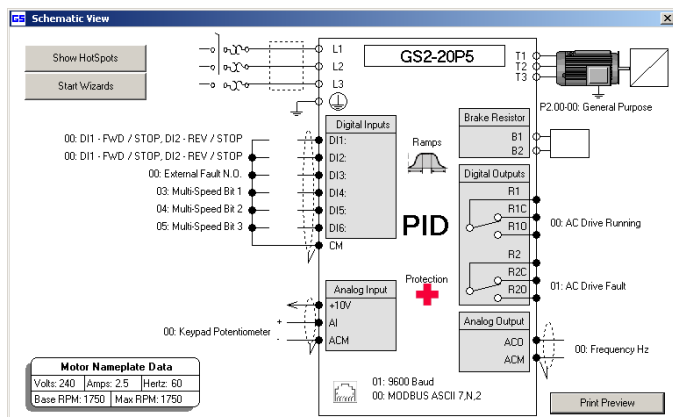 GS Schematic View
Show HotSpots
Start Wizards
L1
L2
L3
GS2-20P5
T1
T2
T3
P2.00-00: General Purpose
Digital Inputs
00: DI1 - FWD / STOP, DI2 - REV / STOP
DI1:
00: DI1 - FWD / STOP, DI2 - REV / STOP
DI2:
00: External Fault N.O.
DI3:
03: Multi-Speed Bit 1
DI4:
04: Multi-Speed Bit 2
DI5:
05: Multi-Speed Bit 3
DI6:
CM
Ramps
PID
Protection
Brake Resistor
B1
B2
Digital Outputs
R1
R1C
R1O
00: AC Drive Running
R2
R2C
R2O
01: AC Drive Fault
Analog Input
+10V
+
AI
00: Keypad Potentiometer
-
ACM
Analog Output
ACO
ACM
00: Frequency Hz
Motor Nameplate Data
Volts: 240 Amps: 2.5 Hertz: 60
Base RPM: 1750 Max RPM: 1750
01: 9600 Baud
00: MODBUS ASCII 7,N,2
Print Preview